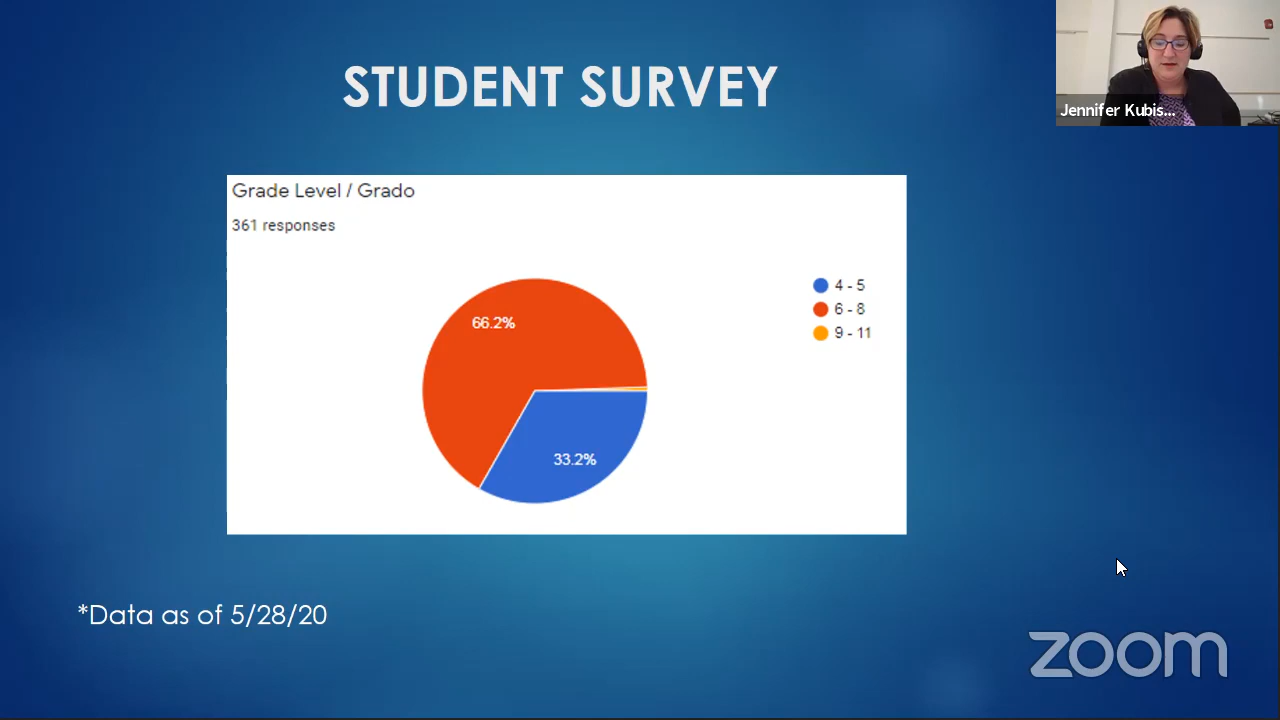 STUDENT SURVEY
Jennifer Kubis...
Grade Level / Grado
361 responses
4 - 5
6 - 8
9 - 11
66.2%
33.2%
*Data as of 5/28/20
zoom